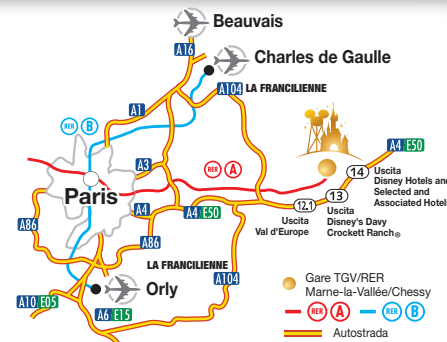 Beauvais
A16
Charles de Gaulle
A104 LA FRANCILIENNE
A1
RER B
A4 E50
A3
RER A
14 Uscita
Disney Hotels and
Selected and
Associated Hotels
13
Uscita
Disney's Davy
Crockett Ranch®
12.1
Uscita
Val d'Europe
Paris
A4
A4 E50
A86
A86
LA FRANCILIENNE
A104
Orly
A10 E05
A6 E15
Gare TGV/RER
Marne-la-Vallée/Chessy
RER A RER B
Autostrada